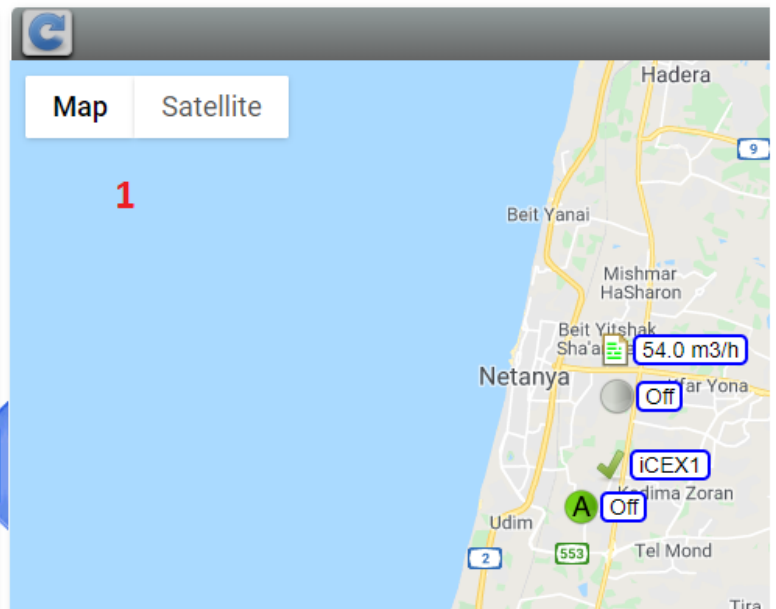 Hadera
Map Satellite
9
1
Beit Yanai
Mishmar
HaSharon
Beit Yitshak
54.0 m3/h
Netanya
Off
iCEX1
Zoran
A Off
Udim
2
553
Tel Mond
Tira